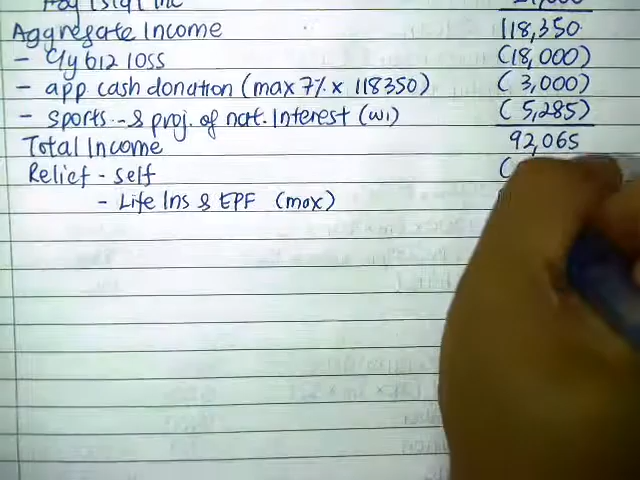 Aggregate Income 118,350
- C/y b12 loss (18,000)
- app cash donation (max 7% x 118350) (3,000)
- sports - & proj. of nat. Interest (W1) (5,285)
Total Income 92,065
Relief - self (
- Life Ins & EPF (max)